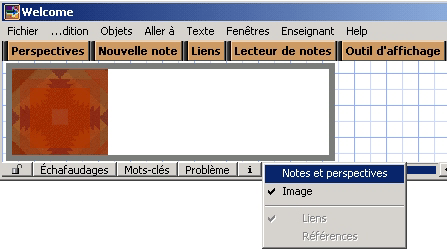 Welcome
Fichier ...dition Objets Aller à Texte Fenêtres Enseignant Help
Perspectives Nouvelle note Liens Lecteur de notes Outil d'affichage
Échafaudages Mots-clés Problème i
Notes et perspectives
Image
Liens
Références